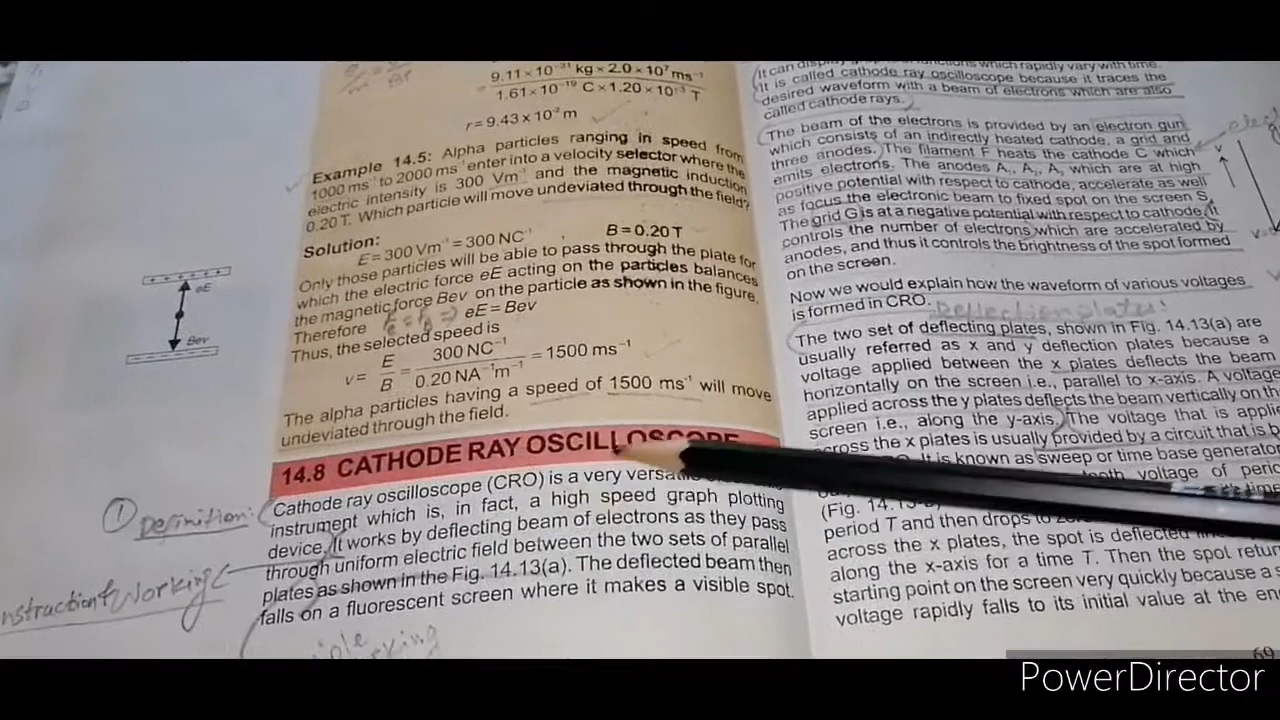 9.11×10⁻³¹ kg×2.0×10⁷ms⁻¹
= 1.61×10⁻¹⁹ C×1.20×10⁻³ T
r=9.43×10⁻²m
Example 14.5: Alpha particles ranging in speed from
1000 ms⁻¹ to 2000 ms⁻¹ enter into a velocity selector where the
electric intensity is 300 Vm⁻¹ and the magnetic induction
0.20 T. Which particle will move undeviated through the field?
Solution:
E=300 Vm⁻¹ = 300 NC⁻¹ , B = 0.20 T
Only those particles will be able to pass through the plate for
which the electric force eE acting on the particles balances
the magnetic force Bev on the particle as shown in the figure.
Therefore eE = Bev
Thus, the selected speed is
v= E/B = 300 NC⁻¹/0.20 NA⁻¹m⁻¹ = 1500 ms⁻¹
The alpha particles having a speed of 1500 ms⁻¹ will move
undeviated through the field.
eE
Bev
14.8 CATHODE RAY OSCILLOSCOPE
① Definition:
Cathode ray oscilloscope (CRO) is a very
instrument which is, in fact, a high speed graph plotting
device. It works by deflecting beam of electrons as they pass
through uniform electric field between the two sets of parallel
plates as shown in the Fig. 14.13(a). The deflected beam then
falls on a fluorescent screen where it makes a visible spot.
Working
which rapidly vary with time.
It is called cathode ray oscilloscope because it traces the
desired waveform with a beam of electrons which are also
called cathode rays.
The beam of the electrons is provided by an electron gun
which consists of an indirectly heated cathode, a grid and
three anodes. The filament F heats the cathode C which
emits electrons. The anodes A₁, A₂, A₃ which are at high
positive potential with respect to cathode, accelerate as well
as focus the electronic beam to fixed spot on the screen S.
The grid G is at a negative potential with respect to cathode. It
controls the number of electrons which are accelerated by
anodes, and thus it controls the brightness of the spot formed
on the screen.
Now we would explain how the waveform of various voltages
is formed in CRO. Deflection plates:
The two set of deflecting plates, shown in Fig. 14.13(a) are
usually referred as x and y deflection plates because a
voltage applied between the x plates deflects the beam
horizontally on the screen i.e., parallel to x-axis. A voltage
applied across the y plates deflects the beam vertically on the
screen i.e., along the y-axis. The voltage that is
across the x plates is usually provided by a circuit that is
It is known as sweep or time base generator
voltage of
(Fig. 14.13
period T and then drops to
across the x plates, the spot is deflected
along the x-axis for a time T. Then the spot
starting point on the screen very quickly because a
voltage rapidly falls to its initial value at the
69
PowerDirector